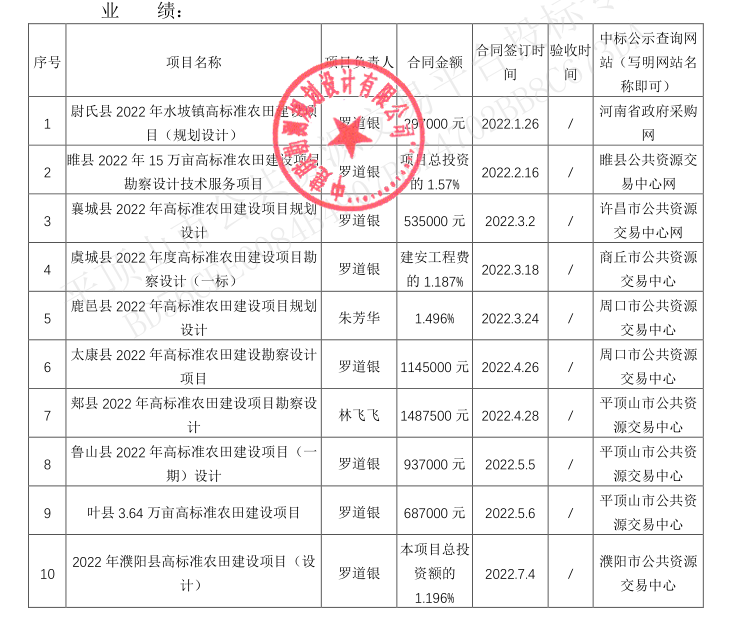 业 绩：
序号 项目名称 项目负责人 合同金额 合同签订时间 验收时间 中标公示查询网站（写明网站名称即可）
1 尉氏县 2022 年水坡镇高标准农田建设项目（规划设计） 罗道银 297000 元 2022.1.26 / 河南省政府采购网
2 睢县 2022 年 15 万亩高标准农田建设项目勘察设计技术服务项目 罗道银 项目总投资的 1.57% 2022.2.16 / 睢县公共资源交易中心网
3 襄城县 2022 年高标准农田建设项目规划设计 罗道银 535000 元 2022.3.2 / 许昌市公共资源交易中心网
4 虞城县 2022 年度高标准农田建设项目勘察设计（一标） 罗道银 建安工程费的 1.187% 2022.3.18 / 商丘市公共资源交易中心
5 鹿邑县 2022 年高标准农田建设项目规划设计 朱芳华 1.496% 2022.3.24 / 周口市公共资源交易中心
6 太康县 2022 年高标准农田建设勘察设计项目 罗道银 1145000 元 2022.4.26 / 周口市公共资源交易中心
7 郏县 2022 年高标准农田建设项目勘察设计 林飞飞 1487500 元 2022.4.28 / 平顶山市公共资源交易中心
8 鲁山县 2022 年高标准农田建设项目（一期）设计 罗道银 937000 元 2022.5.5 / 平顶山市公共资源交易中心
9 叶县 3.64 万亩高标准农田建设项目 罗道银 687000 元 2022.5.6 / 平顶山市公共资源交易中心
10 2022 年濮阳县高标准农田建设项目（设计） 罗道银 本项目总投资额的 1.196% 2022.7.4 / 濮阳市公共资源交易中心